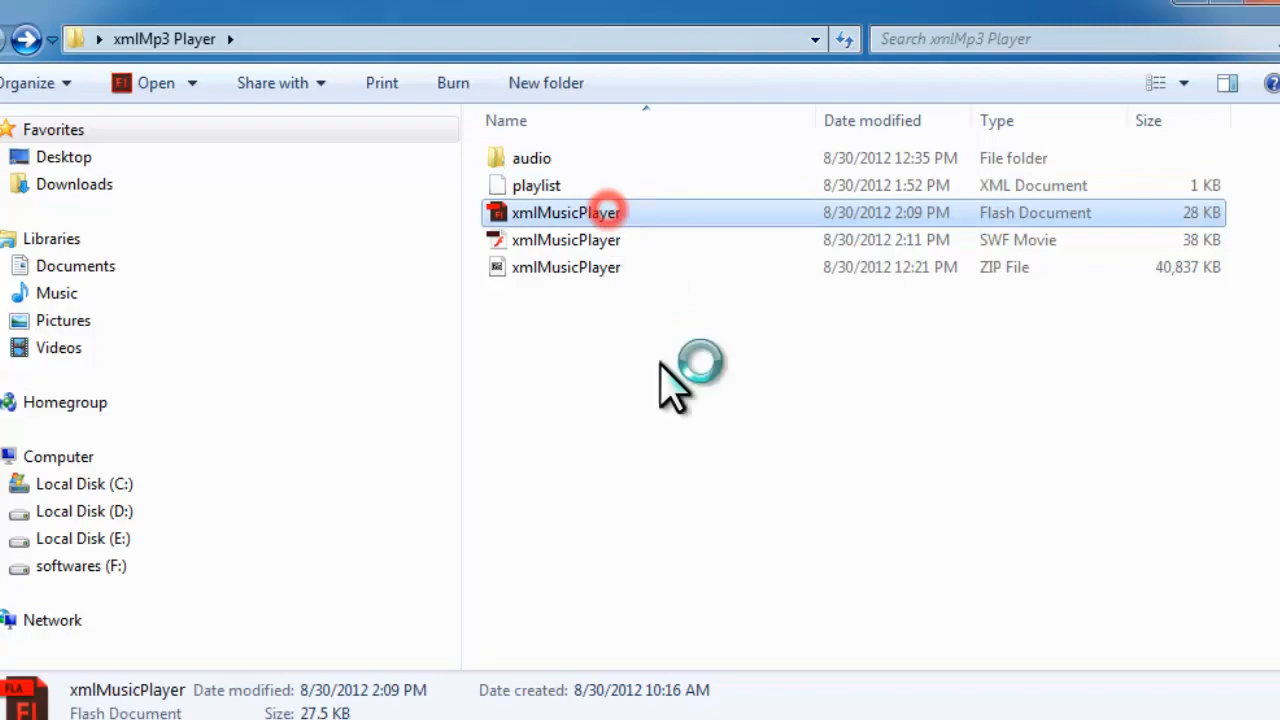 xmlMp3 Player
Search xmlMp3 Player
Organize Open Share with Print Burn New folder
Favorites
Desktop
Downloads
Libraries
Documents
Music
Pictures
Videos
Homegroup
Computer
Local Disk (C:)
Local Disk (D:)
Local Disk (E:)
softwares (F:)
Network
Name Date modified Type Size
audio 8/30/2012 12:35 PM File folder
playlist 8/30/2012 1:52 PM XML Document 1 KB
xmlMusicPlayer 8/30/2012 2:09 PM Flash Document 28 KB
xmlMusicPlayer 8/30/2012 2:11 PM SWF Movie 38 KB
xmlMusicPlayer 8/30/2012 12:21 PM ZIP File 40,837 KB
FLA
Fl
xmlMusicPlayer Date modified: 8/30/2012 2:09 PM Date created: 8/30/2012 10:16 AM
Flash Document Size: 27.5 KB